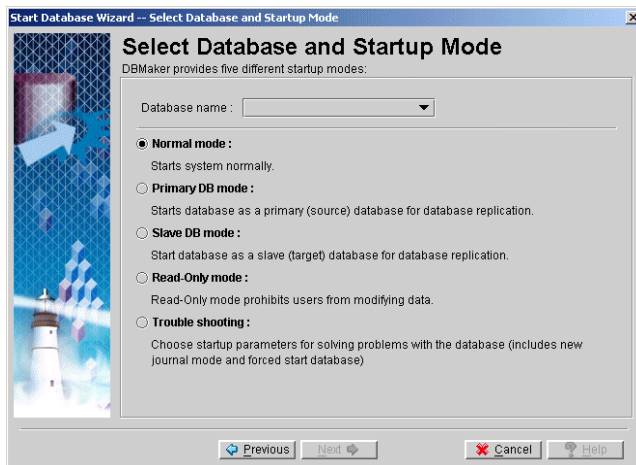 Start Database Wizard -- Select Database and Startup Mode
Select Database and Startup Mode
DBMaker provides five different startup modes:
Database name :
Normal mode :
Starts system normally.
Primary DB mode :
Starts database as a primary (source) database for database replication.
Slave DB mode :
Start database as a slave (target) database for database replication.
Read-Only mode :
Read-Only mode prohibits users from modifying data.
Trouble shooting :
Choose startup parameters for solving problems with the database (includes new
journal mode and forced start database)
Previous Next Cancel Help